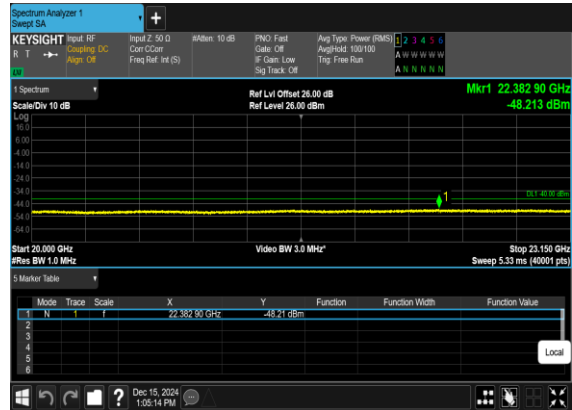 Spectrum Analyzer 1
Swept SA
KEYSIGHT Input: RF Input Z: 50 Ω #Atten: 10 dB PNO: Fast Avg Type: Power (RMS) 1 2 3 4 5 6
R T Coupling: DC Corr CCorr Gate: Off Avg|Hold: 100/100 A W W W W W
Align: Off Freq Ref: Int (S) IF Gain: Low Trig: Free Run
Sig Track: Off A N N N N N
1 Spectrum Ref Lvl Offset 26.00 dB Mkr1 22.382 90 GHz
Scale/Div 10 dB Ref Level 26.00 dBm -48.213 dBm
Log
16.0
6.00
-4.00
-14.0
-24.0
-34.0 1 DL1 -40.00 dBm
-44.0
-54.0
-64.0
Start 20.000 GHz Video BW 3.0 MHz* Stop 23.150 GHz
#Res BW 1.0 MHz Sweep 5.33 ms (40001 pts)
5 Marker Table
Mode Trace Scale X Y Function Function Width Function Value
1 N 1 f 22.382 90 GHz -48.21 dBm
2
3
4
5
6
Local
? Dec 15, 2024
1:05:14 PM